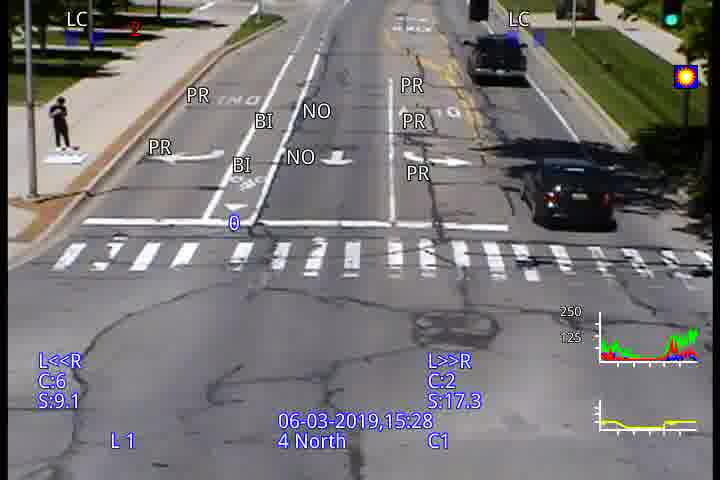 LC
LC
2
PR
PR
NO
BI
PR
PR
NO
BI
PR
0
250
125
L<<R
L>>R
C:6
C:2
S:9.1
S:17.3
06-03-2019,15:28
L 1
4 North
C1